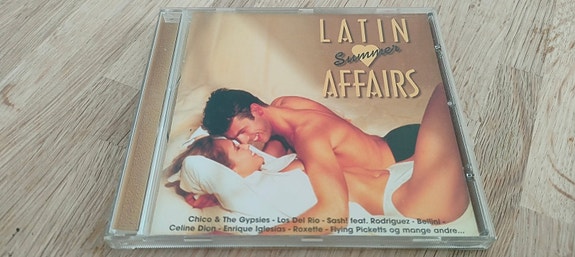 LATIN
Summer
AFFAIRS
Chico & The Gypsies - Los Del Rio - Sash! feat. Rodriguez - Bellini -
Celine Dion - Enrique Iglesias - Roxette - Flying Picketts og mange andre...